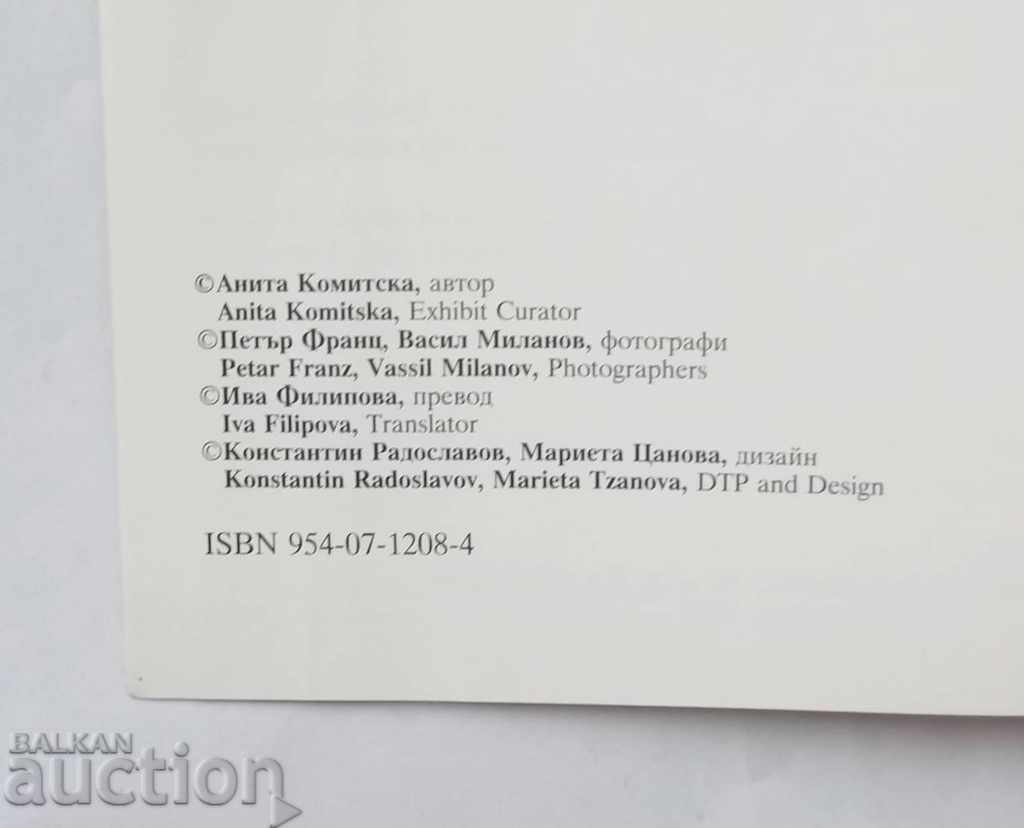 ©Анита Комитска, автор
Anita Komitska, Exhibit Curator
©Петър Франц, Васил Миланов, фотографи
Petar Franz, Vassil Milanov, Photographers
©Ива Филипова, превод
Iva Filipova, Translator
©Константин Радославов, Мариета Цанова, дизайн
Konstantin Radoslavov, Marieta Tzanova, DTP and Design
ISBN 954-07-1208-4
BALKAN
auction